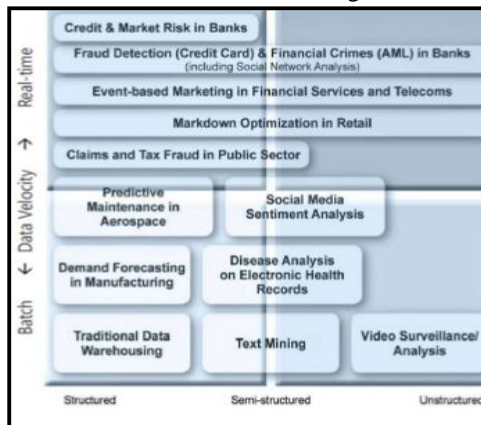 Credit & Market Risk in Banks
Fraud Detection (Credit Card) & Financial Crimes (AML) in Banks
(including Social Network Analysis)
Event-based Marketing in Financial Services and Telecoms
Markdown Optimization in Retail
Claims and Tax Fraud in Public Sector
Predictive
Maintenance in
Aerospace
Social Media
Sentiment Analysis
Demand Forecasting
in Manufacturing
Disease Analysis
on Electronic Health
Records
Traditional Data
Warehousing
Text Mining
Video Surveillance/
Analysis
Batch ← Data Velocity → Real-time
Structured
Semi-structured
Unstructured